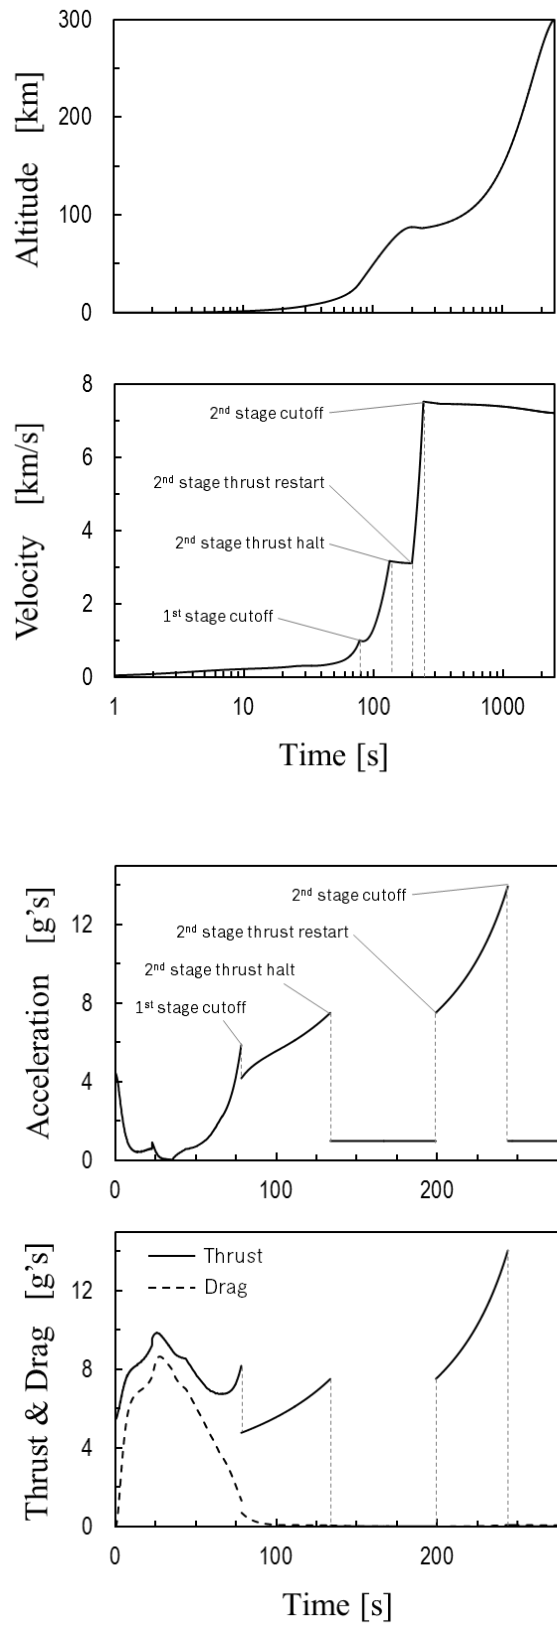 300
200
100
0
Altitude [km]
8
6
4
2
0
Velocity [km/s]
2nd stage cutoff
2nd stage thrust restart
2nd stage thrust halt
1st stage cutoff
1 10 100 1000
Time [s]
12
8
4
0
Acceleration [g's]
2nd stage cutoff
2nd stage thrust restart
2nd stage thrust halt
1st stage cutoff
0 100 200
12
8
4
0
Thrust & Drag [g's]
Thrust
Drag
0 100 200
Time [s]